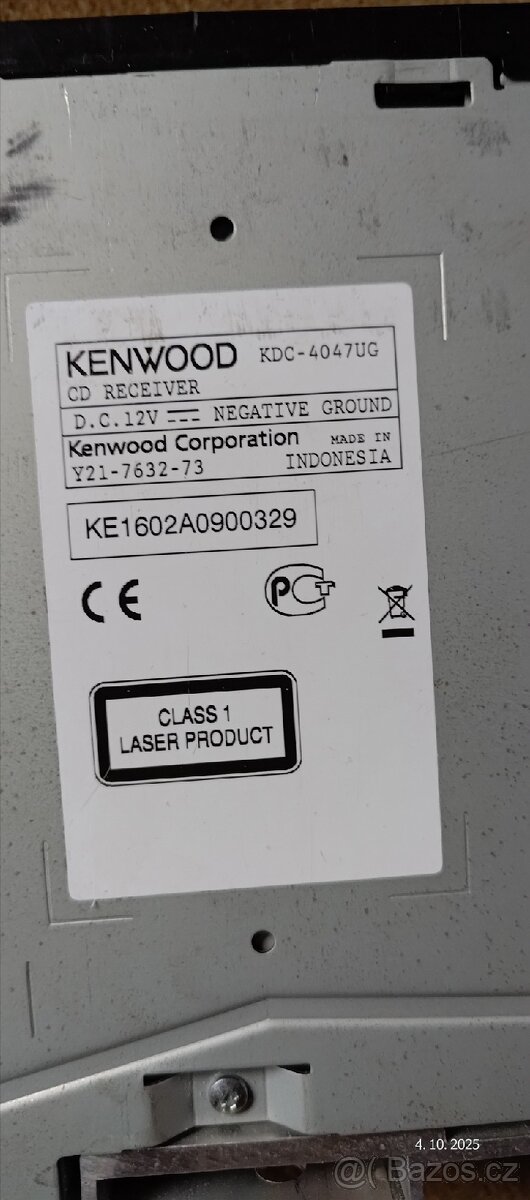 KENWOOD KDC-4047UG
CD RECEIVER
D.C.12V NEGATIVE GROUND
Kenwood Corporation MADE IN
Y21-7632-73 INDONESIA
KE1602A0900329
CE
PCT
CLASS 1
LASER PRODUCT
4. 10. 2025
@( Bazos.cz